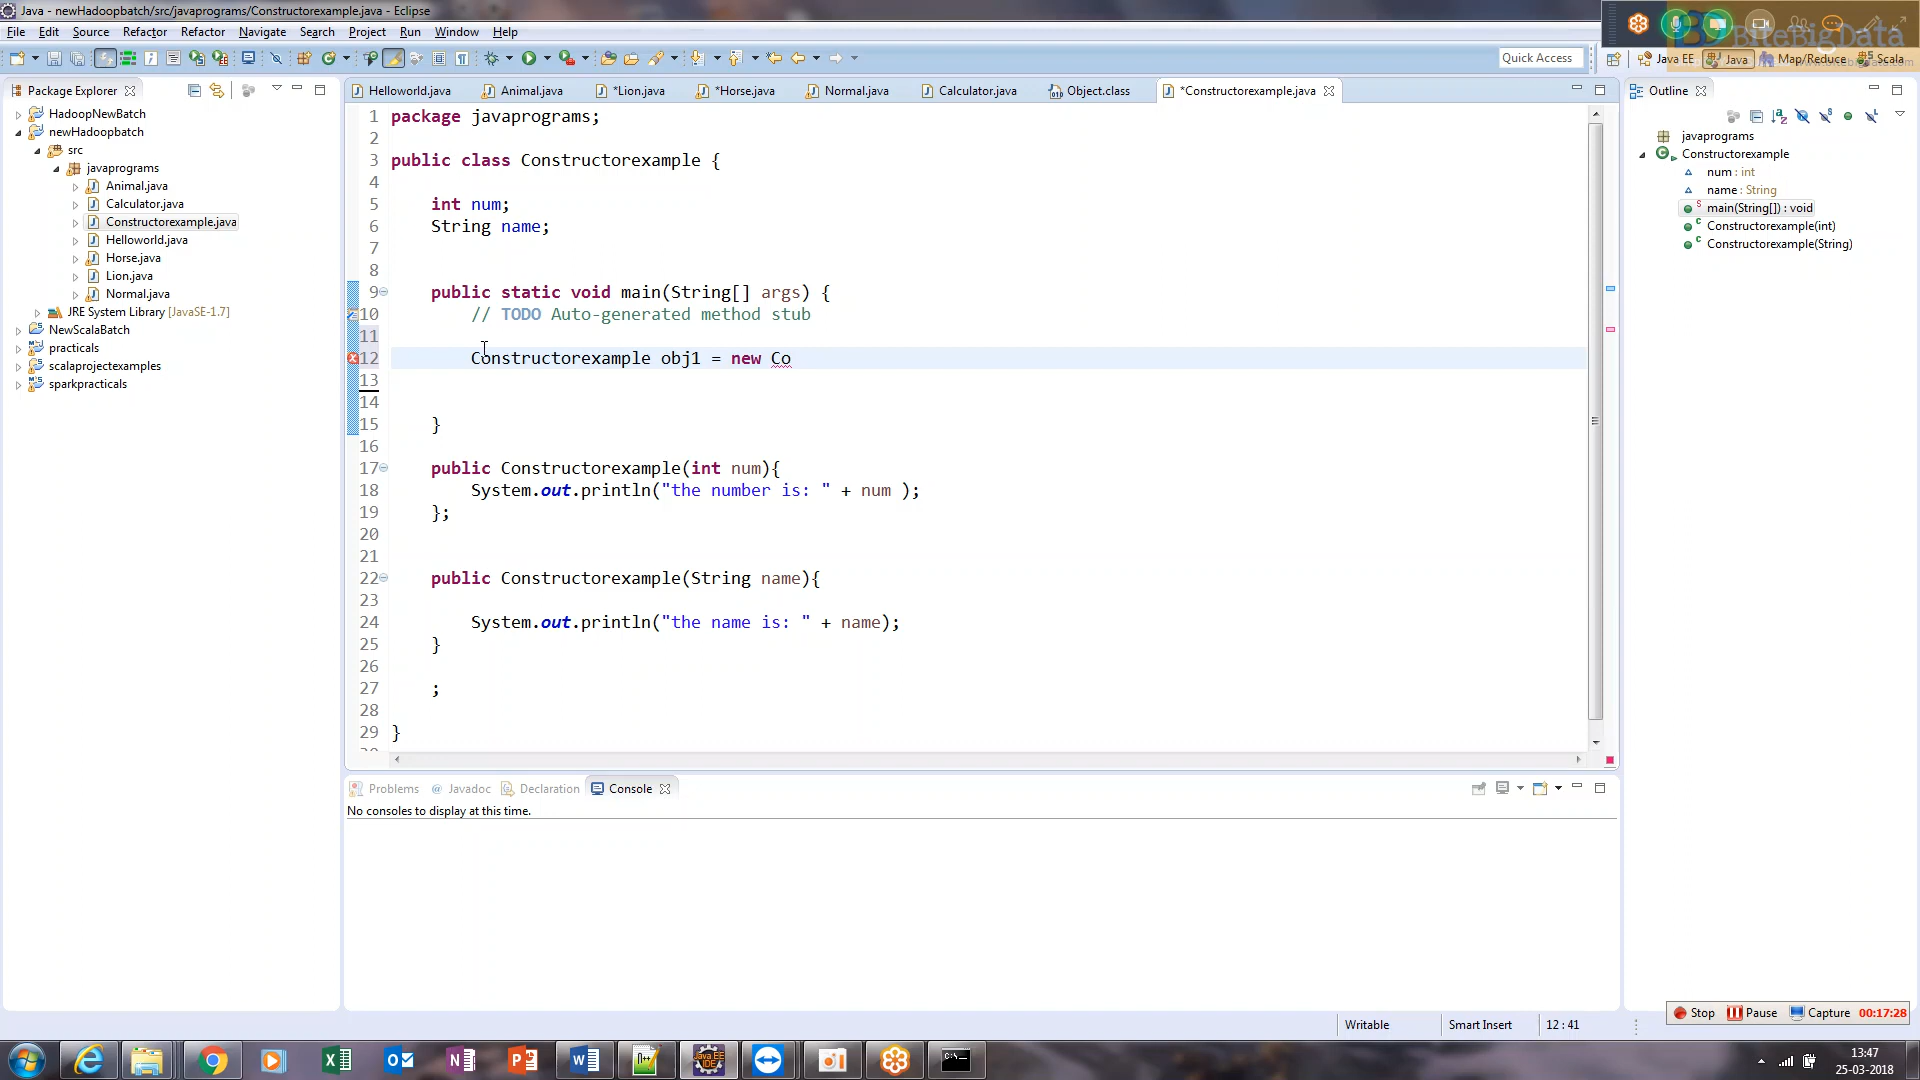 Java - newHadoopbatch/src/javaprograms/Constructorexample.java - Eclipse
File Edit Source Refactor Refactor Navigate Search Project Run Window Help
Quick Access
Java EE
Java
Map/Reduce
Scala
BiteBigData
Package Explorer
HadoopNewBatch
newHadoopbatch
src
javaprograms
Animal.java
Calculator.java
Constructorexample.java
Helloworld.java
Horse.java
Lion.java
Normal.java
JRE System Library [JavaSE-1.7]
NewScalaBatch
practicals
scalaprojectexamples
sparkpracticals
Helloworld.java Animal.java *Lion.java *Horse.java Normal.java Calculator.java Object.class *Constructorexample.java
1 package javaprograms;
2
3 public class Constructorexample {
4
5 int num;
6 String name;
7
8
9 public static void main(String[] args) {
10 // TODO Auto-generated method stub
11
12 Constructorexample obj1 = new Co
13
14
15 }
16
17 public Constructorexample(int num){
18 System.out.println("the number is: " + num );
19 };
20
21
22 public Constructorexample(String name){
23
24 System.out.println("the name is: " + name);
25 }
26
27 ;
28
29 }
Outline
javaprograms
Constructorexample
num : int
name : String
main(String[]) : void
Constructorexample(int)
Constructorexample(String)
Problems @ Javadoc Declaration Console
No consoles to display at this time.
Writable Smart Insert 12 : 41
Stop Pause Capture 00:17:28
13:47
25-03-2018